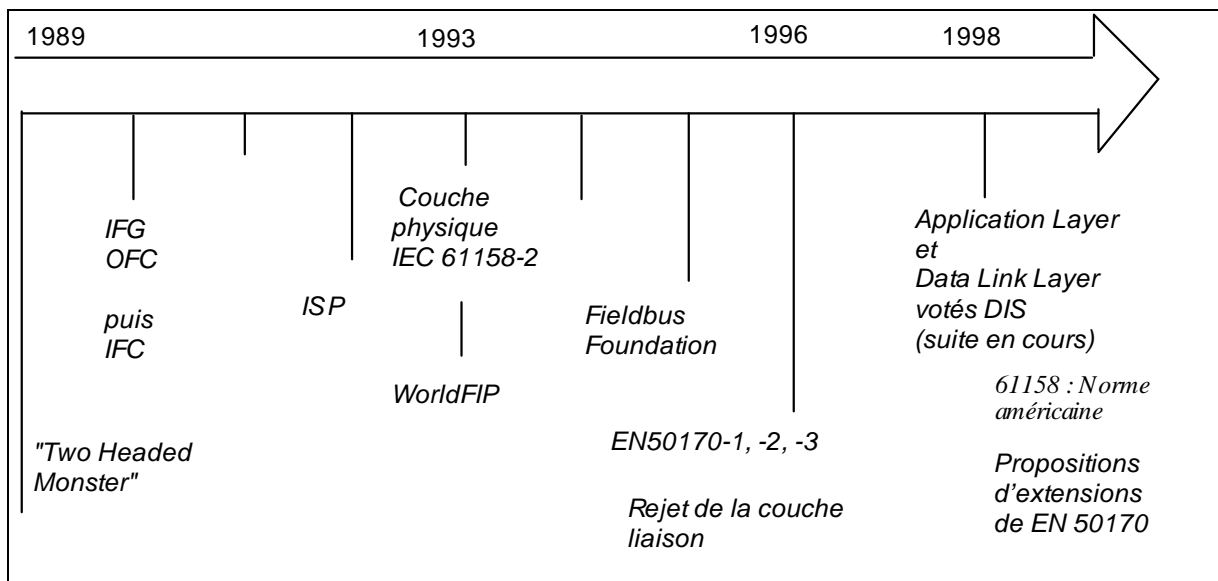 1989
1993
1996
1998
IFG
OFC
puis
IFC
"Two Headed
Monster"
ISP
Couche
physique
IEC 61158-2
WorldFIP
Fieldbus
Foundation
EN50170-1, -2, -3
Rejet de la couche
liaison
Application Layer
et
Data Link Layer
votés DIS
(suite en cours)
61158 : Norme
américaine
Propositions
d'extensions
de EN 50170